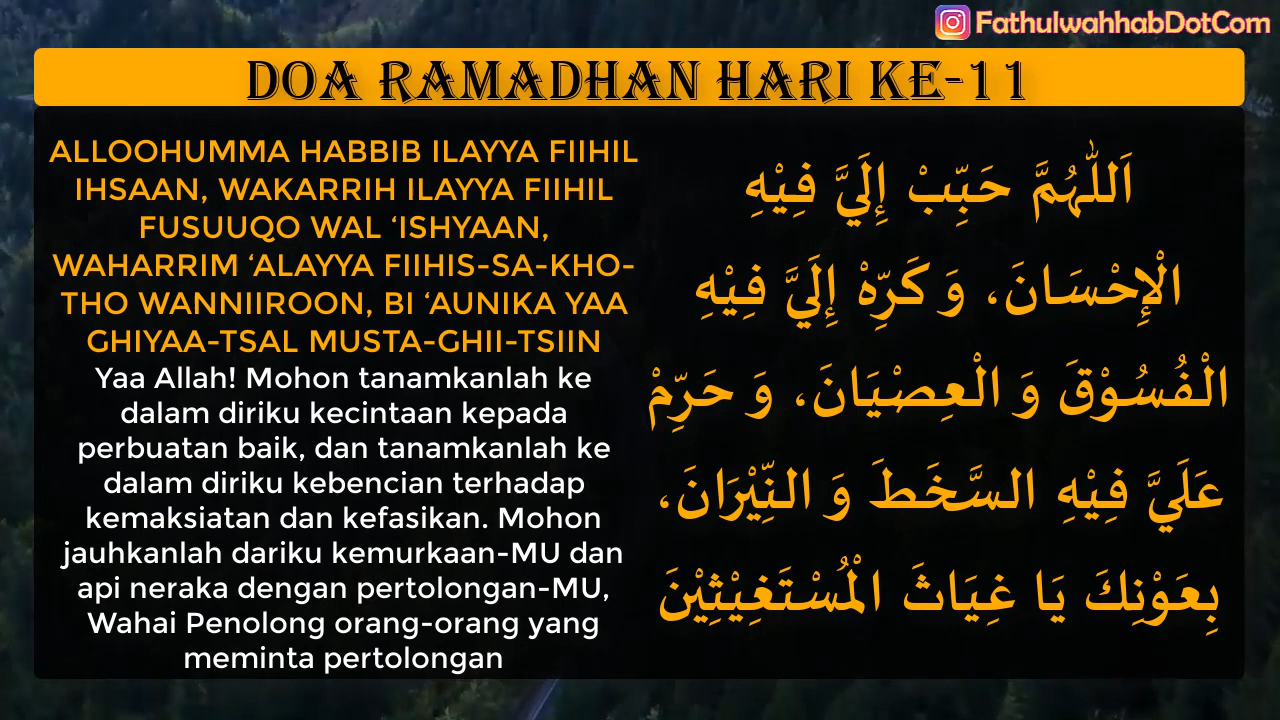 FathulwahhabDotCom
DOA RAMADHAN HARI KE-11
ALLOOHUMMA HABBIB ILAYYA FIIHIL
IHSAAN, WAKARRIH ILAYYA FIIHIL
FUSUUQO WAL ‘ISHYAAN,
WAHARRIM ‘ALAYYA FIIHIS-SA-KHO-
THO WANNIIROON, BI ‘AUNIKA YAA
GHIYAA-TSAL MUSTA-GHII-TSIIN
Yaa Allah! Mohon tanamkanlah ke
dalam diriku kecintaan kepada
perbuatan baik, dan tanamkanlah ke
dalam diriku kebencian terhadap
kemaksiatan dan kefasikan. Mohon
jauhkanlah dariku kemurkaan-MU dan
api neraka dengan pertolongan-MU,
Wahai Penolong orang-orang yang
meminta pertolongan
اَللّٰهُمَّ حَبِّبْ إِلَيَّ فِيْهِ
الْإِحْسَانَ، وَ كَرِّهْ إِلَيَّ فِيْهِ
الْفُسُوْقَ وَ الْعِصْيَانَ، وَ حَرِّمْ
عَلَيَّ فِيْهِ السَّخَطَ وَ النِّيْرَانَ،
بِعَوْنِكَ يَا غِيَاثَ الْمُسْتَغِيْثِيْنَ